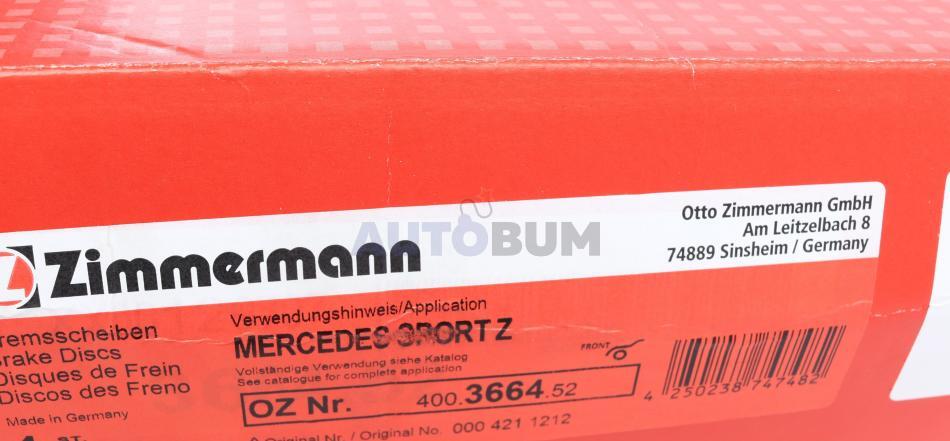 Zimmermann
Otto Zimmermann GmbH
Am Leitzelbach 8
74889 Sinsheim / Germany
AUTOBUM
remsscheiben
rake Discs
Disques de Frein
Discos des Freno
Made in Germany
Verwendungshinweis/Application
MERCEDES SPORT Z
Vollständige Verwendung siehe Katalog
See catalogue for complete application
FRONT
OZ Nr. 400.3664.52
4 250238 747482
Original Nr. / Original No. 000 421 1212